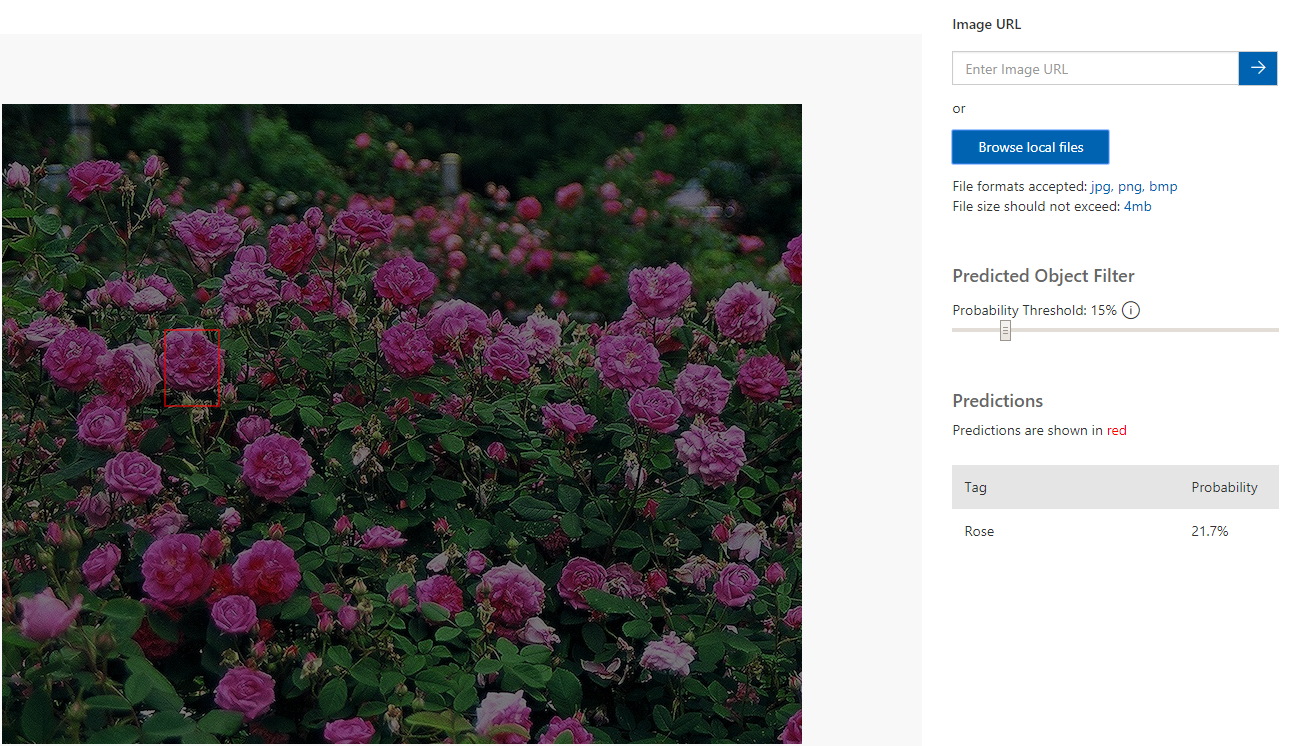 Image URL
Enter Image URL
or
Browse local files
File formats accepted: jpg, png, bmp
File size should not exceed: 4mb
Predicted Object Filter
Probability Threshold: 15%
Predictions
Predictions are shown in red
Tag Probability
Rose 21.7%